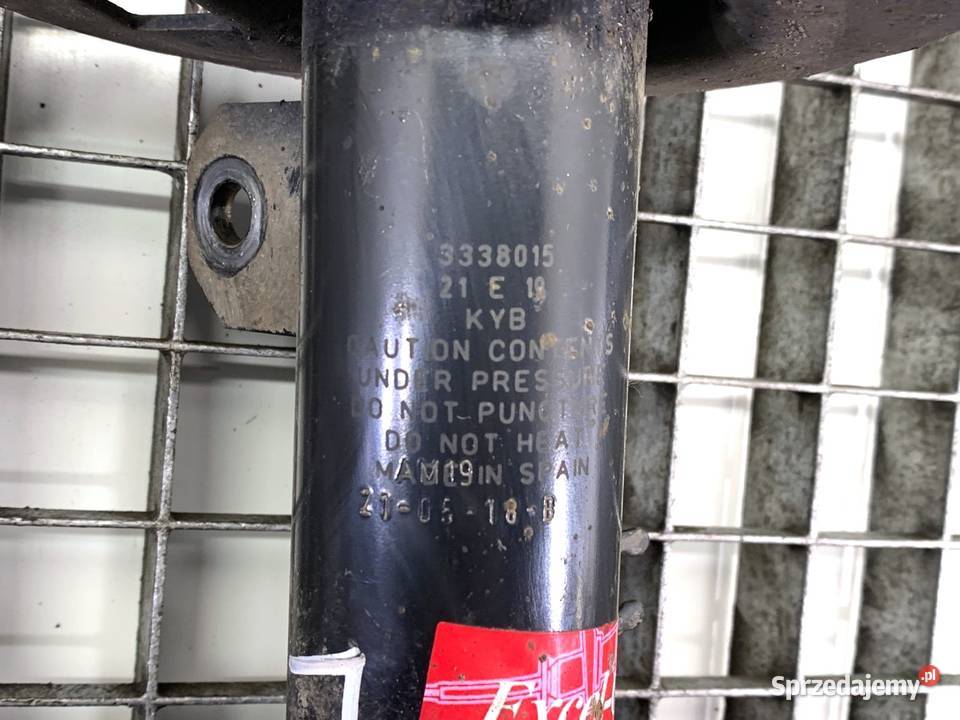 3338015
21 E 19
KYB
CAUTION CONTENTS
UNDER PRESSURE
DO NOT PUNCTURE
DO NOT HEAT
IN SPAIN
21-05-18-B
Excel
Sprzedajemy.pl